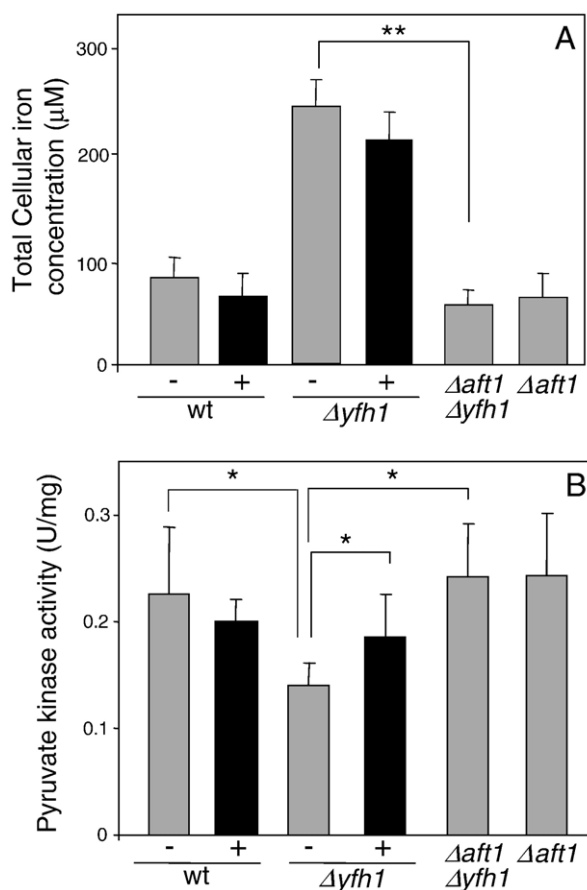 A
**
Total Cellular iron
concentration (µM)
300
200
100
0
- + - + Δaft1 Δaft1
wt Δyfh1 Δyfh1
B
* * *
Pyruvate kinase activity (U/mg)
0.3
0.2
0.1
0
- + - + Δaft1 Δaft1
wt Δyfh1 Δyfh1